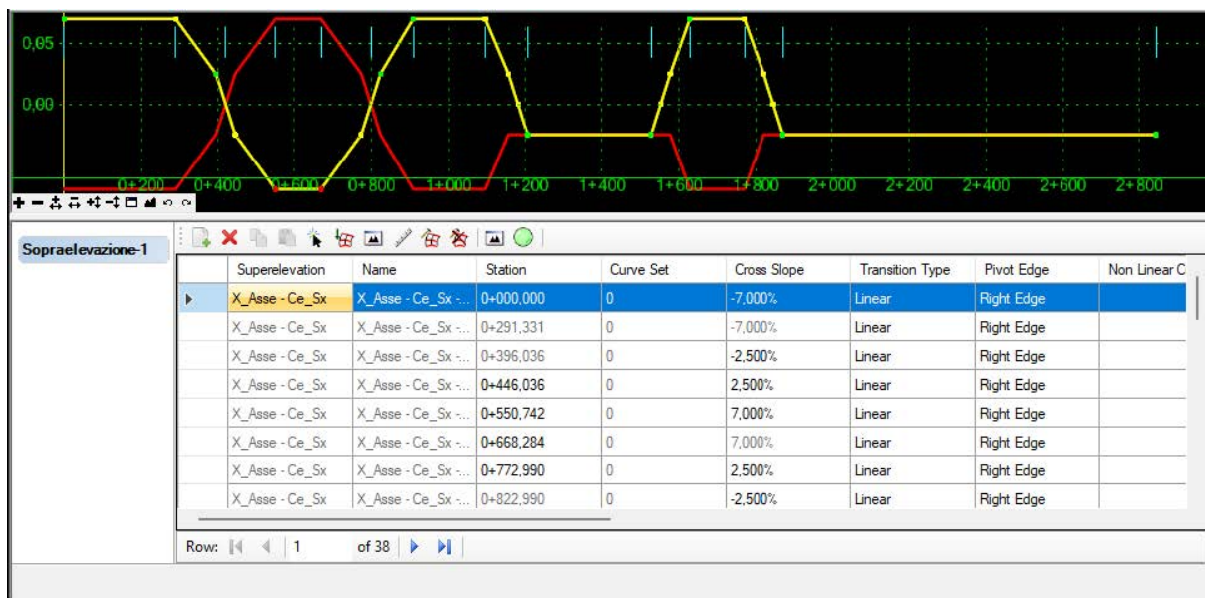 0,05
0,00
0+200 0+400 0+600 0+800 1+000 1+200 1+400 1+600 1+800 2+000 2+200 2+400 2+600 2+800
Sopraelevazione-1
Superelevation Name Station Curve Set Cross Slope Transition Type Pivot Edge Non Linear C
X_Asse - Ce_Sx X_Asse - Ce_Sx -... 0+000,000 0 -7,000% Linear Right Edge
X_Asse - Ce_Sx X_Asse - Ce_Sx -... 0+291,331 0 -7,000% Linear Right Edge
X_Asse - Ce_Sx X_Asse - Ce_Sx -... 0+396,036 0 -2,500% Linear Right Edge
X_Asse - Ce_Sx X_Asse - Ce_Sx -... 0+446,036 0 2,500% Linear Right Edge
X_Asse - Ce_Sx X_Asse - Ce_Sx -... 0+550,742 0 7,000% Linear Right Edge
X_Asse - Ce_Sx X_Asse - Ce_Sx -... 0+668,284 0 7,000% Linear Right Edge
X_Asse - Ce_Sx X_Asse - Ce_Sx -... 0+772,990 0 2,500% Linear Right Edge
X_Asse - Ce_Sx X_Asse - Ce_Sx -... 0+822,990 0 -2,500% Linear Right Edge
Row: 1 of 38